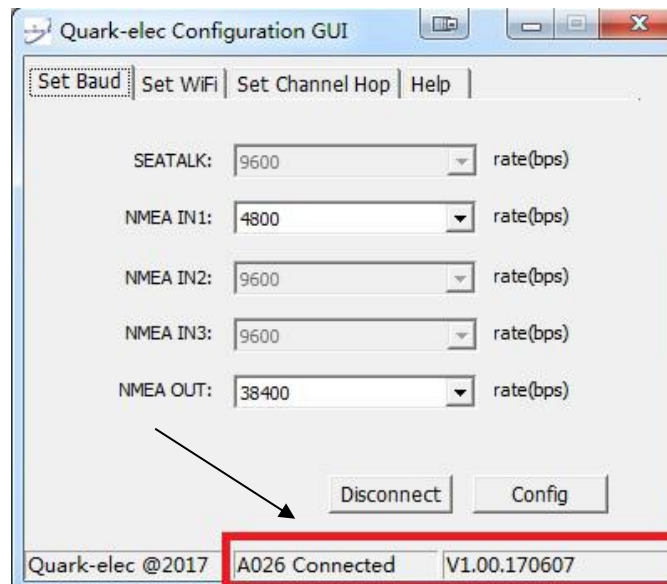 Quark-elec Configuration GUI
Set Baud Set WiFi Set Channel Hop Help
SEATALK: 9600 rate(bps)
NMEA IN1: 4800 rate(bps)
NMEA IN2: 9600 rate(bps)
NMEA IN3: 9600 rate(bps)
NMEA OUT: 38400 rate(bps)
Disconnect Config
Quark-elec @2017 A026 Connected V1.00.170607